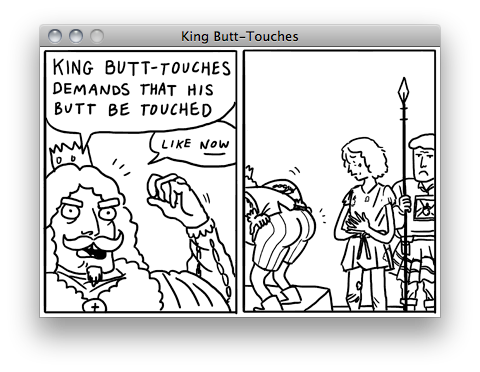 King Butt-Touches
KING BUTT-TOUCHES
DEMANDS THAT HIS
BUTT BE TOUCHED
LIKE NOW